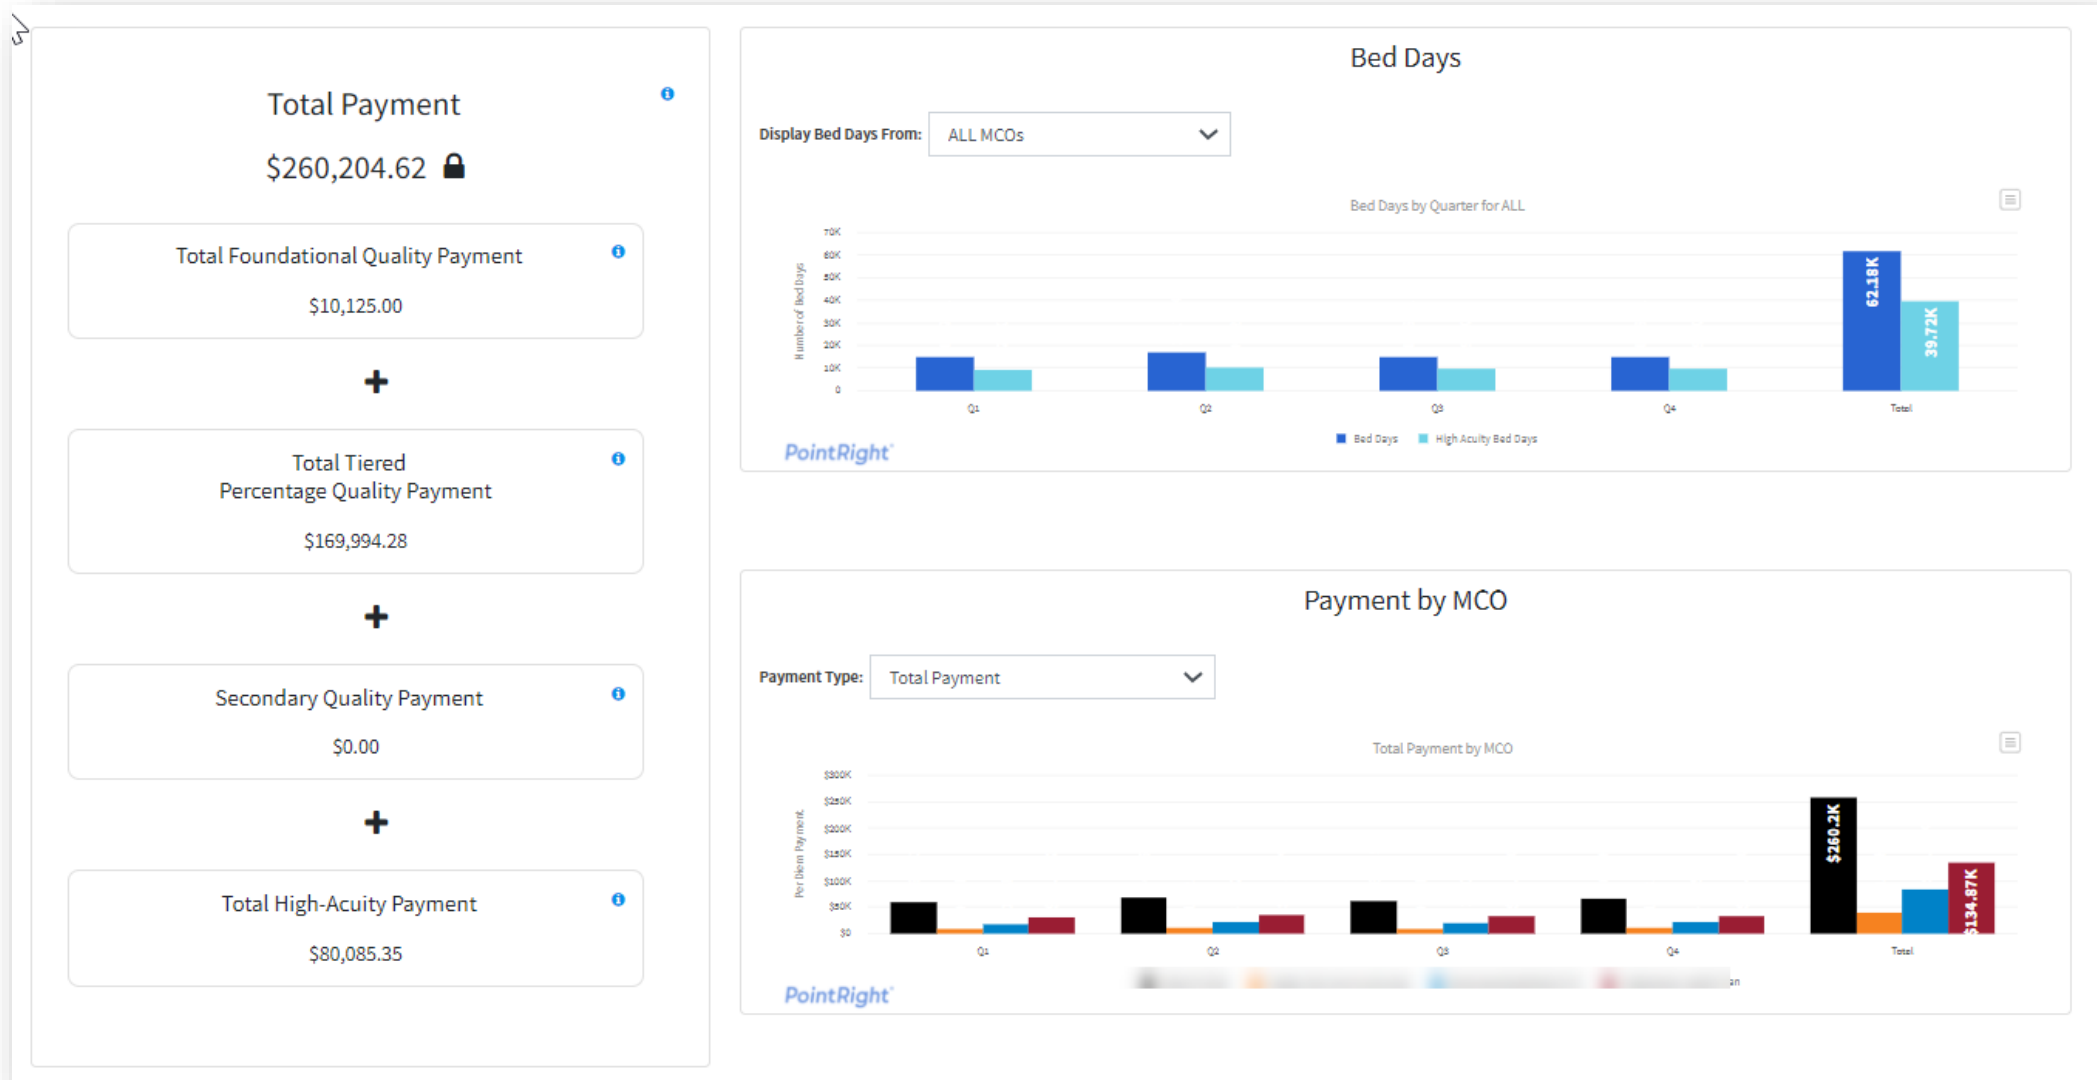 Total Payment
$260,204.62
Total Foundational Quality Payment
$10,125.00
Total Tiered
Percentage Quality Payment
$169,994.28
Secondary Quality Payment
$0.00
Total High-Acuity Payment
$80,085.35
Bed Days
Display Bed Days From: ALL MCOs
Bed Days by Quarter for ALL
Number of Bed Days
70K
60K
50K
40K
30K
20K
10K
0
62.18K
39.72K
Q1 Q2 Q3 Q4 Total
Bed Days High Acuity Bed Days
PointRight
Payment by MCO
Payment Type: Total Payment
Total Payment by MCO
Per Diem Payment
$300K
$250K
$200K
$150K
$100K
$50K
$0
$260.2K
$134.87K
Q1 Q2 Q3 Q4 Total
an
PointRight